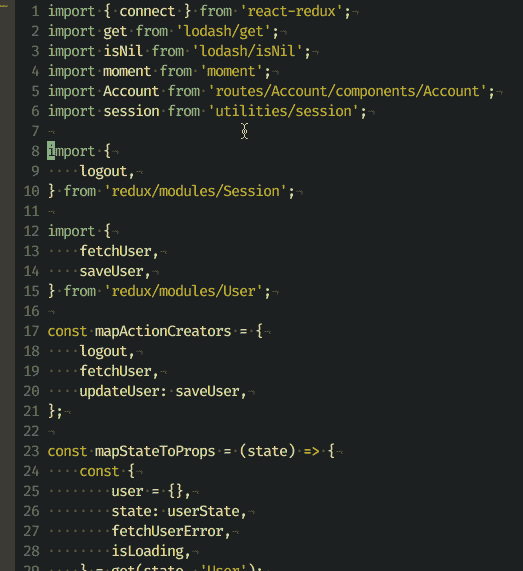 1 import { connect } from 'react-redux';¬
2 import get from 'lodash/get';¬
3 import isNil from 'lodash/isNil';¬
4 import moment from 'moment';¬
5 import Account from 'routes/Account/components/Account';¬
6 import session from 'utilities/session';¬
7 ¬
8 import {¬
9 ····logout,¬
10 } from 'redux/modules/Session';¬
11 ¬
12 import {¬
13 ····fetchUser,¬
14 ····saveUser,¬
15 } from 'redux/modules/User';¬
16 ¬
17 const mapActionCreators = {¬
18 ····logout,¬
19 ····fetchUser,¬
20 ····updateUser: saveUser,¬
21 };¬
22 ¬
23 const mapStateToProps = (state) => {¬
24 ····const {¬
25 ········user = {},¬
26 ········state: userState,¬
27 ········fetchUserError,¬
28 ········isLoading,¬
29 ····} = get(state, 'User');